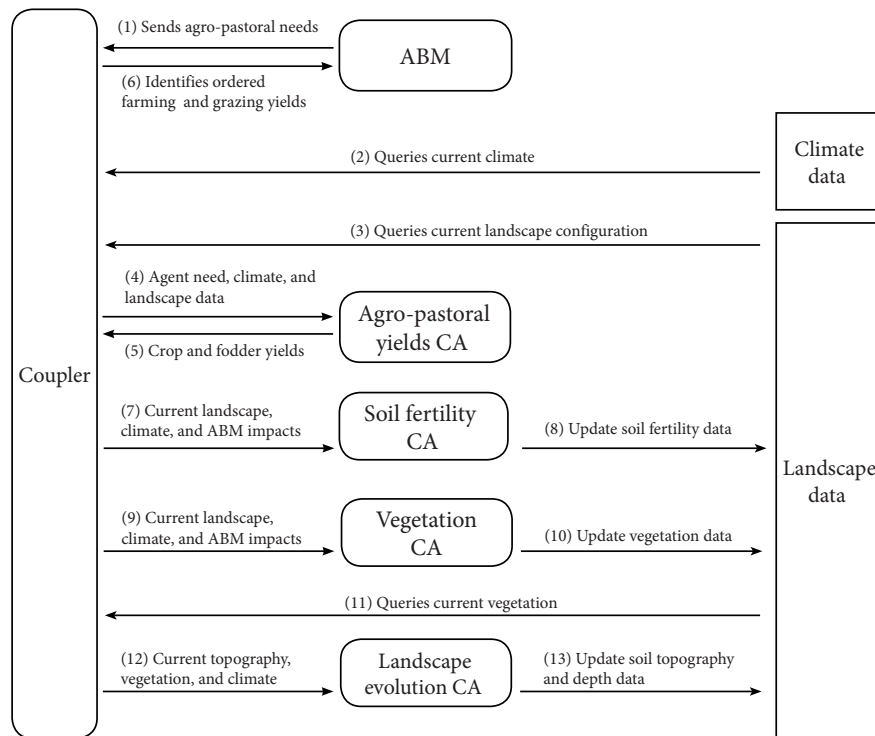 (1) Sends agro-pastoral needs
ABM
(6) Identifies ordered
farming and grazing yields
(2) Queries current climate
Climate
data
(3) Queries current landscape configuration
(4) Agent need, climate, and
landscape data
Agro-pastoral
yields CA
(5) Crop and fodder yields
Coupler
(7) Current landscape,
climate, and ABM impacts
Soil fertility
CA
(8) Update soil fertility data
Landscape
data
(9) Current landscape,
climate, and ABM impacts
Vegetation
CA
(10) Update vegetation data
(11) Queries current vegetation
(12) Current topography,
vegetation, and climate
Landscape
evolution CA
(13) Update soil topography
and depth data